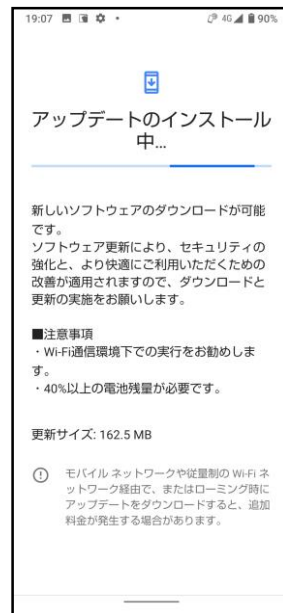 19:07
4G 90%
アップデートのインストール
中...
新しいソフトウェアのダウンロードが可能
です。
ソフトウェア更新により、セキュリティの
強化と、より快適にご利用いただくための
改善が適用されますので、ダウンロードと
更新の実施をお願いします。
■注意事項
・Wi-Fi通信環境下での実行をお勧めしま
す。
・40%以上の電池残量が必要です。
更新サイズ: 162.5 MB
モバイル ネットワークや従量制の Wi-Fi ネ
ットワーク経由で、またはローミング時に
アップデートをダウンロードすると、追加
料金が発生する場合があります。